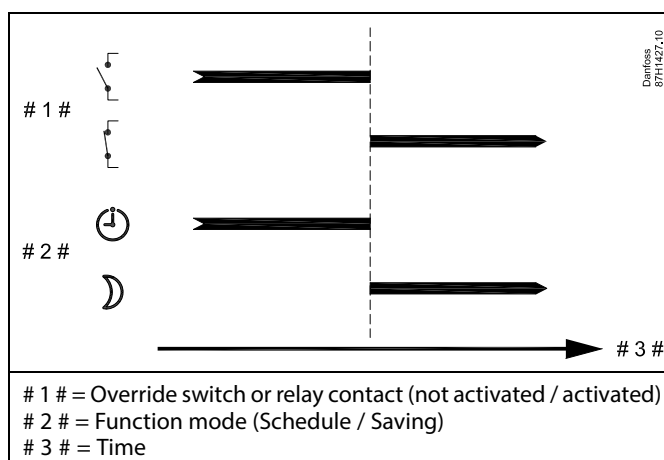 Danfoss
87H1427.10
# 1 #
# 2 #
# 3 #
# 1 # = Override switch or relay contact (not activated / activated)
# 2 # = Function mode (Schedule / Saving)
# 3 # = Time